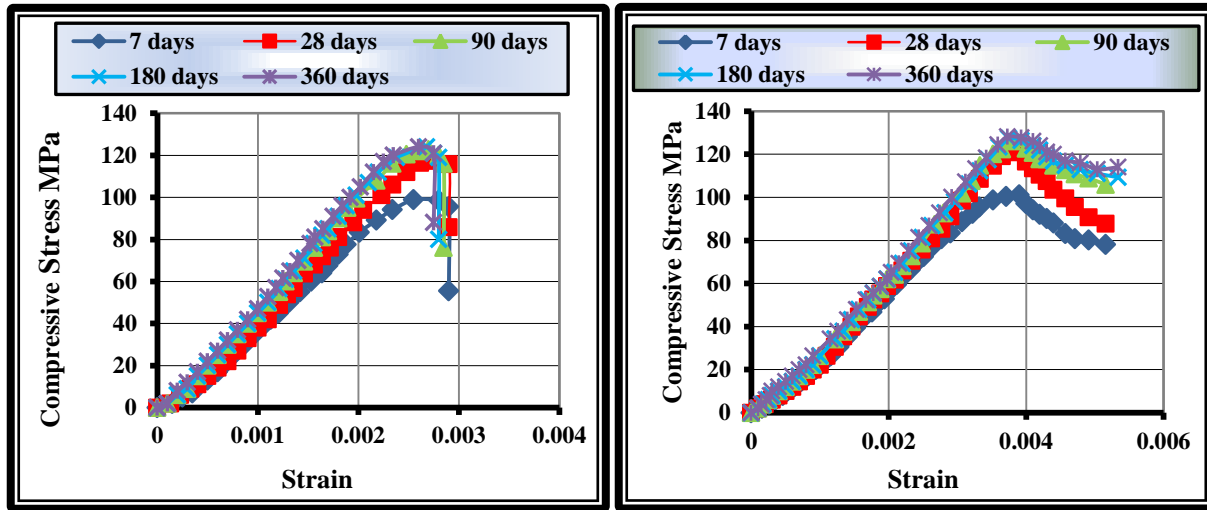 7 days 28 days 90 days
180 days 360 days
Compressive Stress MPa
140
120
100
80
60
40
20
0
0 0.001 0.002 0.003 0.004
Strain
7 days 28 days 90 days
180 days 360 days
Compressive Stress MPa
140
120
100
80
60
40
20
0
0 0.002 0.004 0.006
Strain